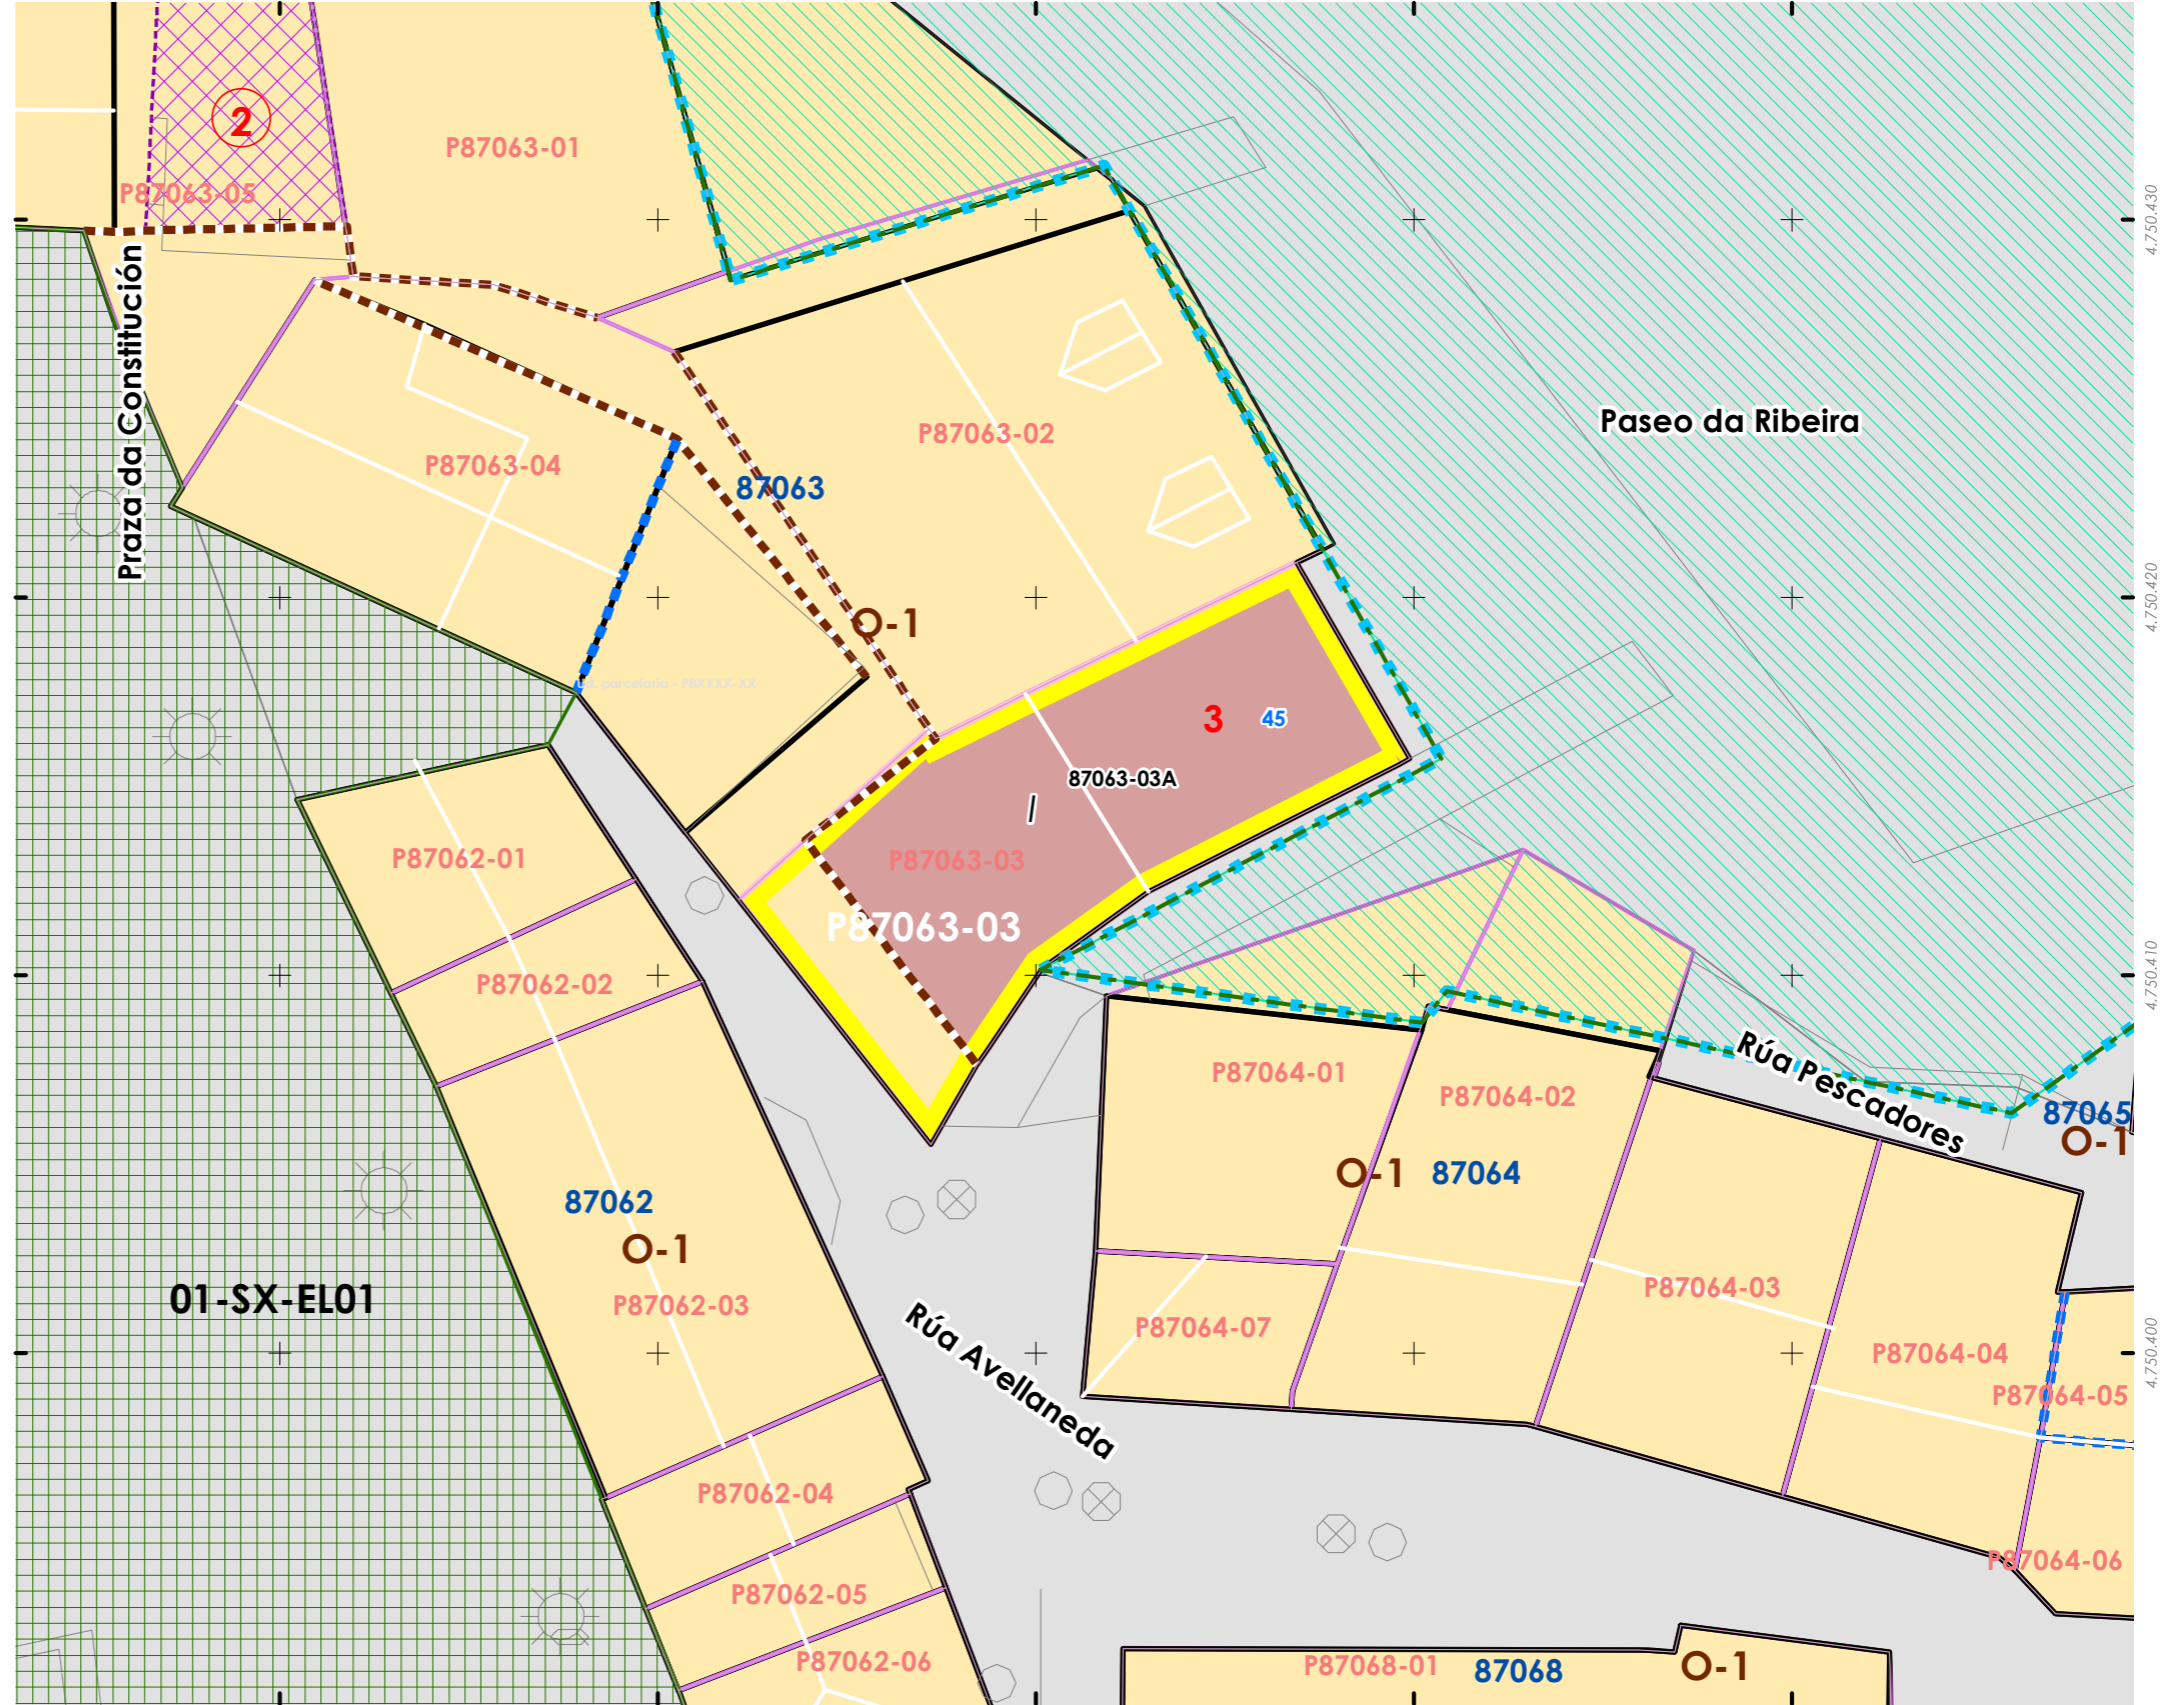 2
P87063-01
P87063-05
4.750.430
Praza da Constitución
Paseo da Ribeira
P87063-02
P87063-04
87063
4.750.420
O-1
ud. parcelaria - P8XXXX-XX
3
45
87063-03A
I
P87063-03
P87062-01
P87063-03
P87062-02
4.750.410
Rúa Pescadores
P87064-01
P87064-02
87065
O-1
O-1
87064
87062
O-1
01-SX-EL01
P87062-03
P87064-03
P87064-07
Rúa Avellaneda
P87064-04
4.750.400
P87064-05
P87062-04
P87064-06
P87062-05
P87062-06
P87068-01
87068
O-1